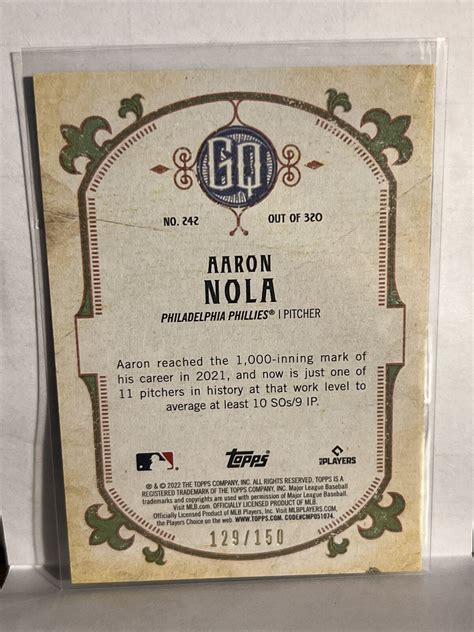 GQ
NO. 242
OUT OF 320
AARON
NOLA
PHILADELPHIA PHILLIES® | PITCHER
Aaron reached the 1,000-inning mark of
his career in 2021, and now is just one of
11 pitchers in history at that work level to
average at least 10 SOs/9 IP.
topps
PLAYERS
® & © 2022 THE TOPPS COMPANY, INC. ALL RIGHTS RESERVED. TOPPS IS A
REGISTERED TRADEMARK OF THE TOPPS COMPANY, INC. Major League Baseball
trademarks and copyrights are used with permission of Major League Baseball.
Visit MLB.com. OFFICIALLY LICENSED PRODUCT OF MLB.
Officially Licensed Product of MLB Players, Inc. Visit MLBPLAYERS.com,
the Players Choice on the web. WWW.TOPPS.COM. CODE#CMP051074.
129/150